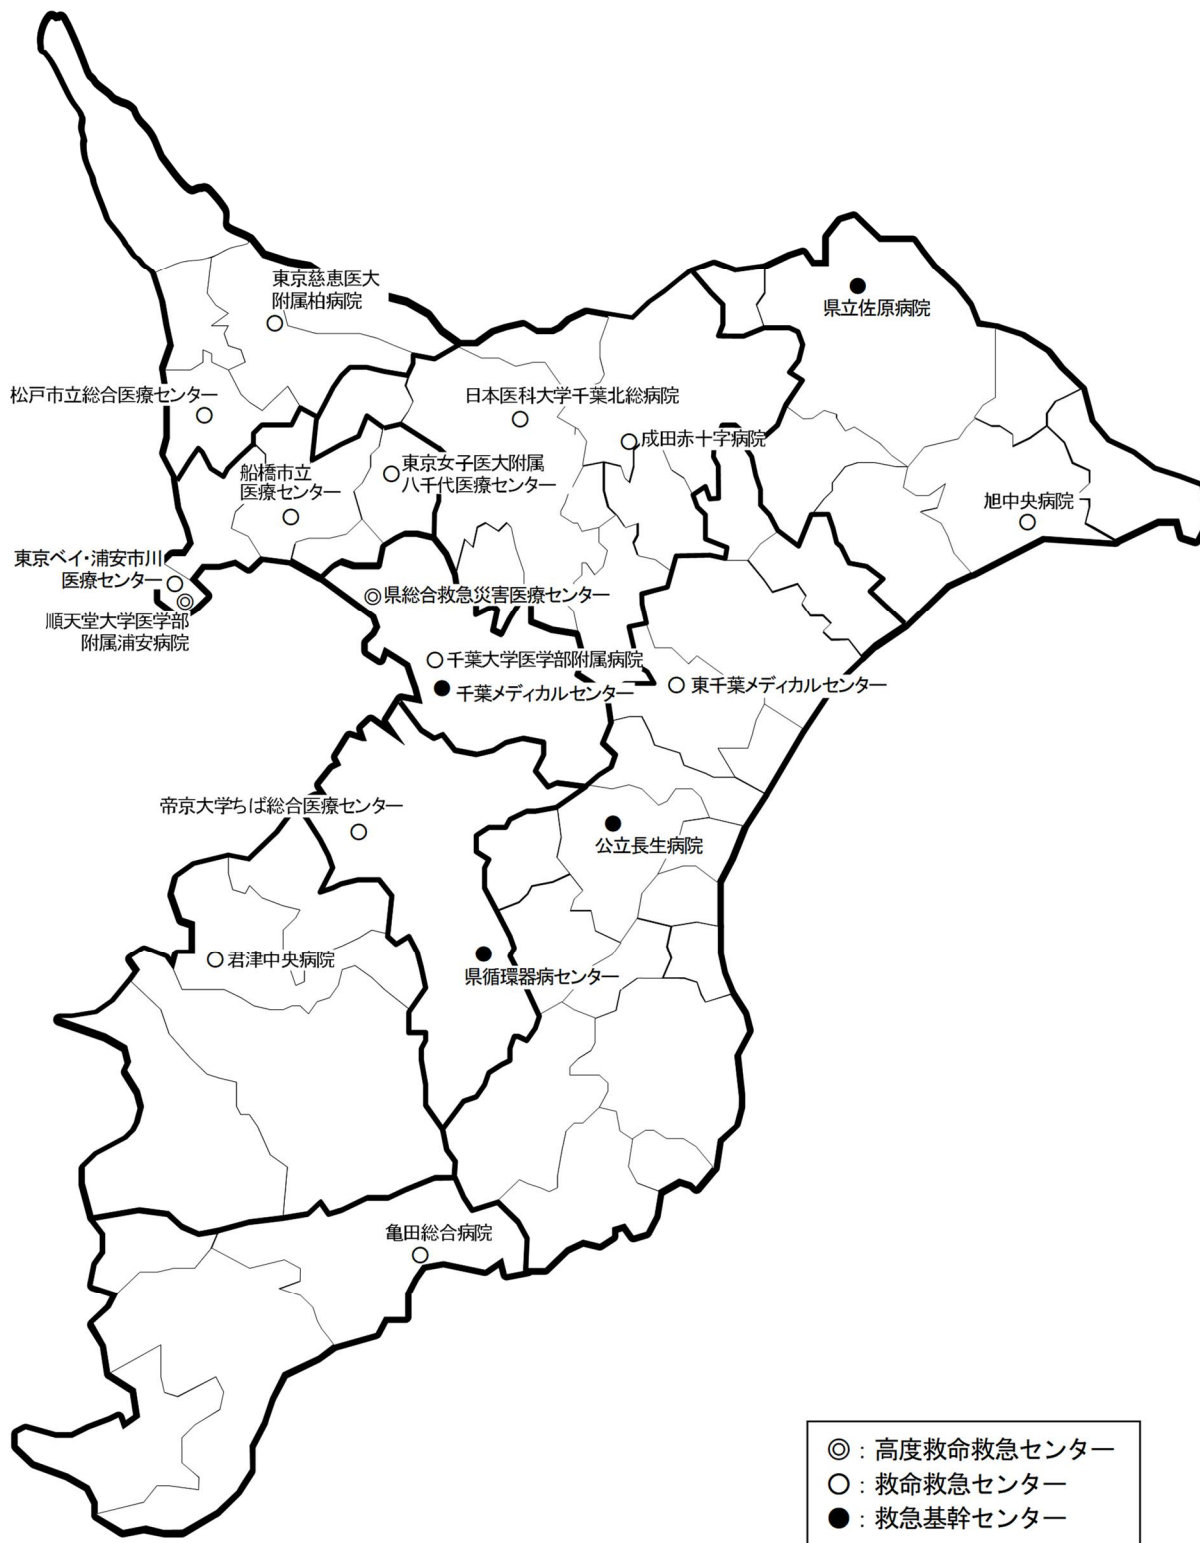 東京慈恵医大
附属柏病院
県立佐原病院
松戸市立総合医療センター
日本医科大学千葉北総病院
成田赤十字病院
船橋市立
医療センター
東京女子医大附属
八千代医療センター
旭中央病院
東京ベイ・浦安市川
医療センター
県総合救急災害医療センター
順天堂大学医学部
附属浦安病院
千葉大学医学部附属病院
千葉メディカルセンター
東千葉メディカルセンター
帝京大学ちば総合医療センター
公立長生病院
君津中央病院
県循環器病センター
亀田総合病院
◎：高度救命救急センター
○：救命救急センター
●：救急基幹センター